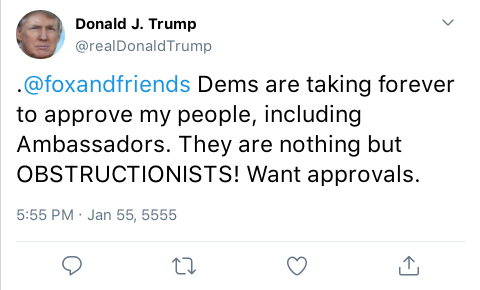 Donald J. Trump
@realDonaldTrump
.@foxandfriends Dems are taking forever
to approve my people, including
Ambassadors. They are nothing but
OBSTRUCTIONISTS! Want approvals.
5:55 PM · Jan 55, 5555